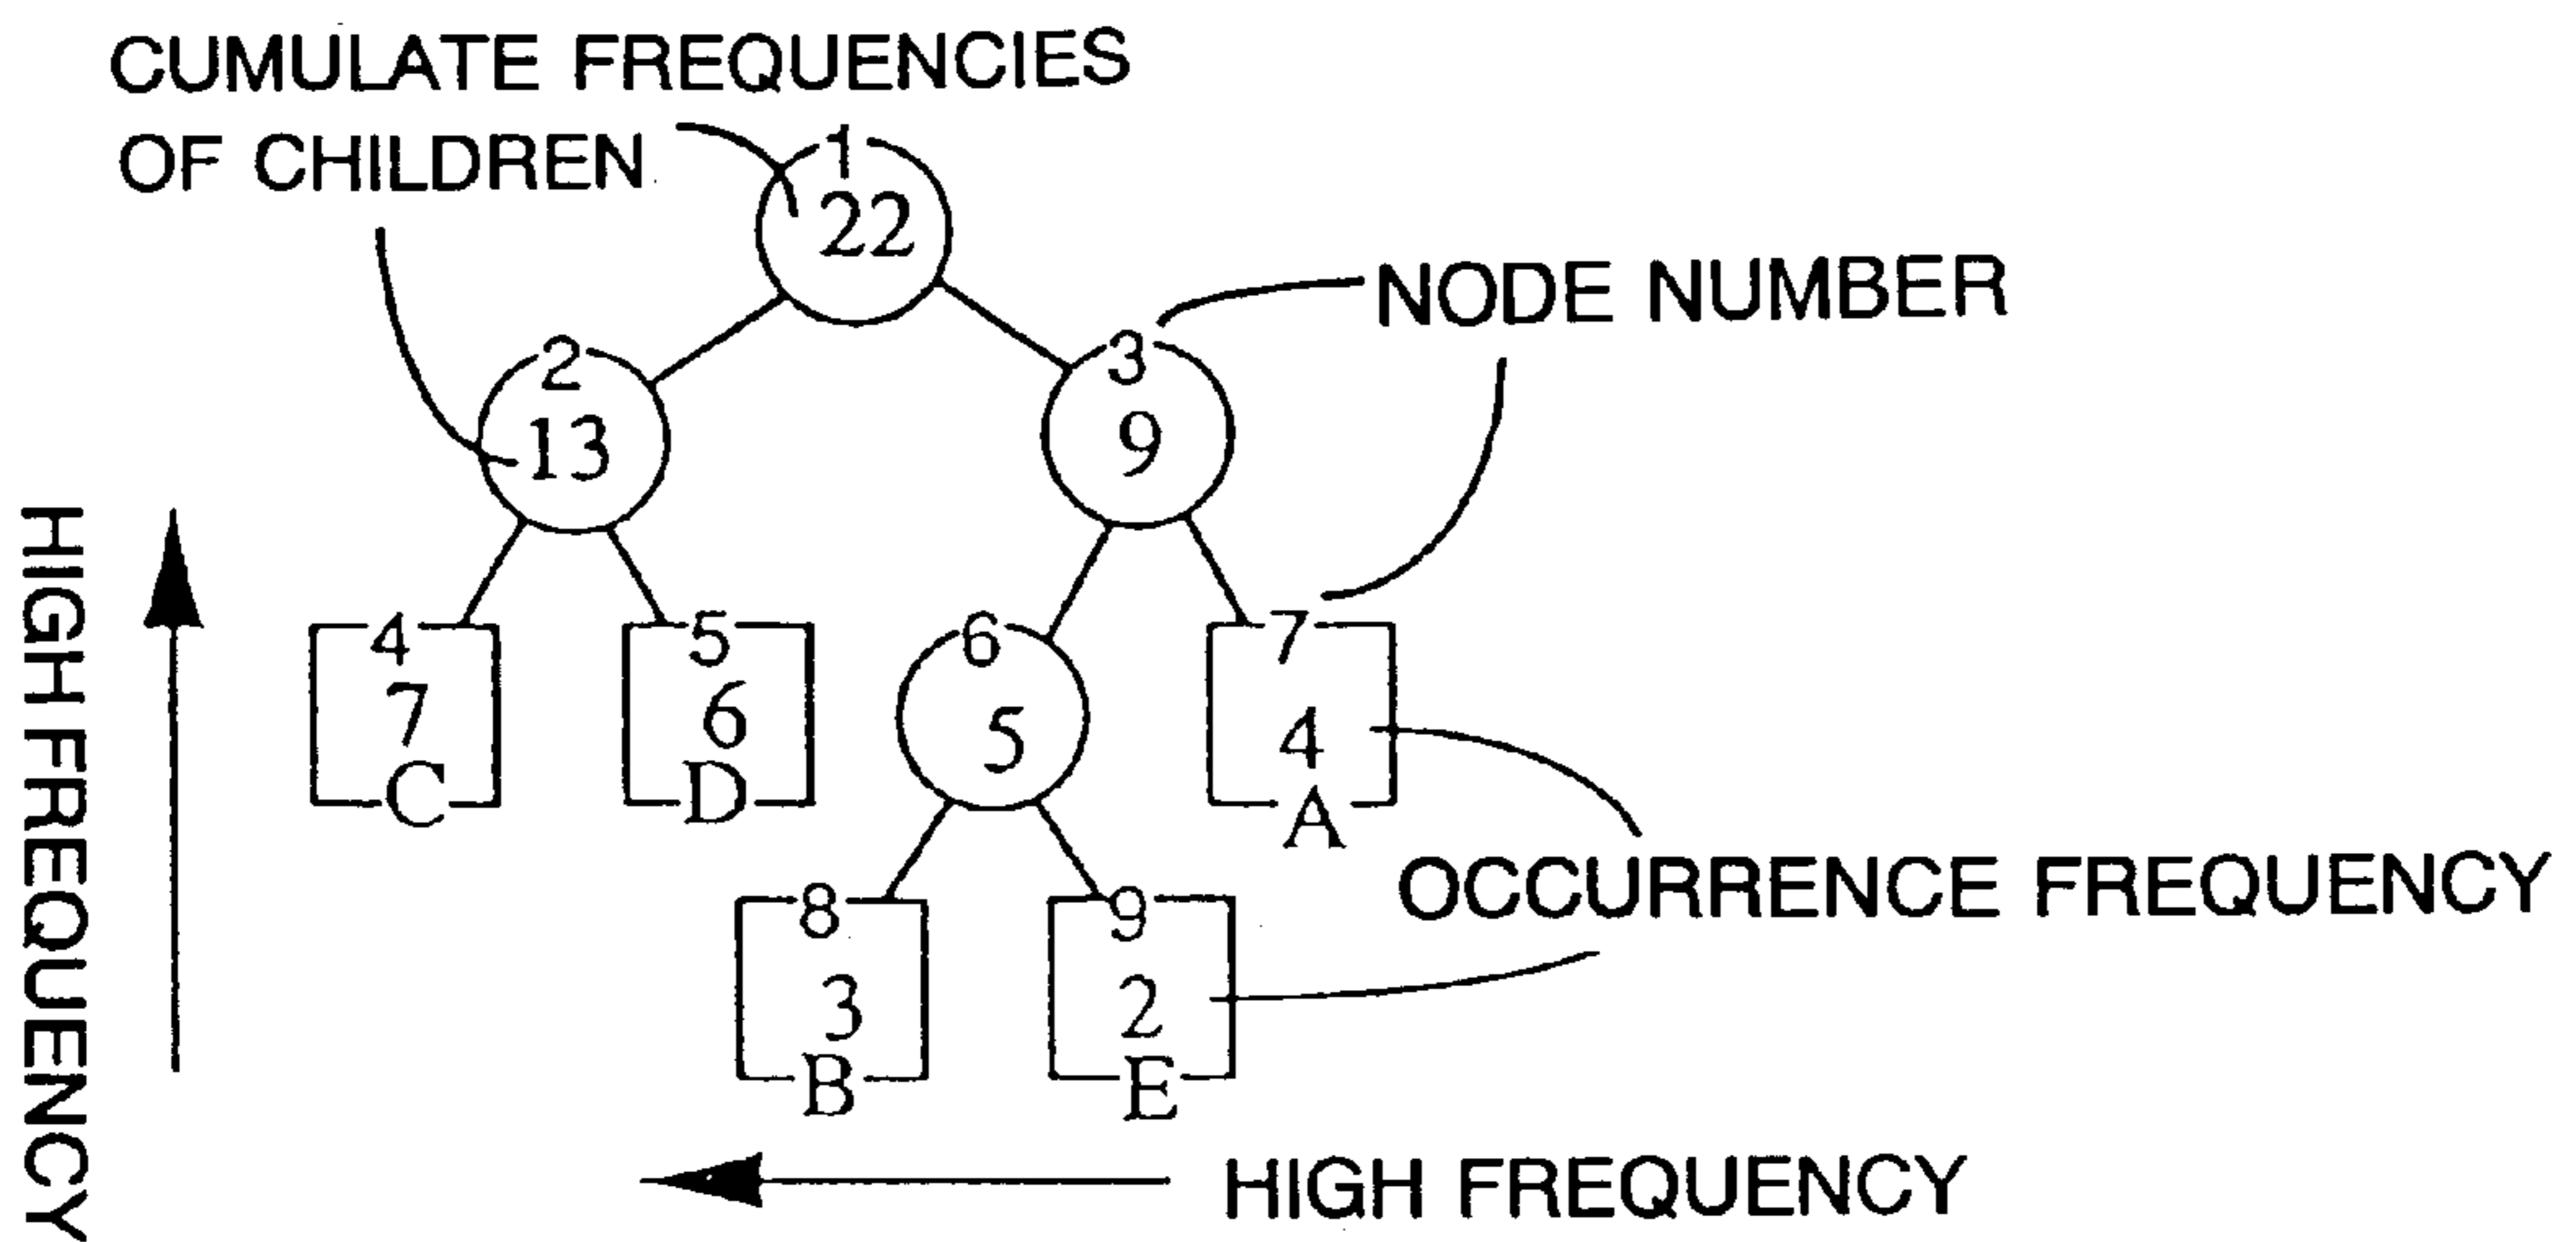 CUMULATE FREQUENCIES
OF CHILDREN
1
22
NODE NUMBER
2
13
3
9
HIGH FREQUENCY
4
7
C
5
6
D
6
5
7
4
A
OCCURRENCE FREQUENCY
8
3
B
9
2
E
HIGH FREQUENCY